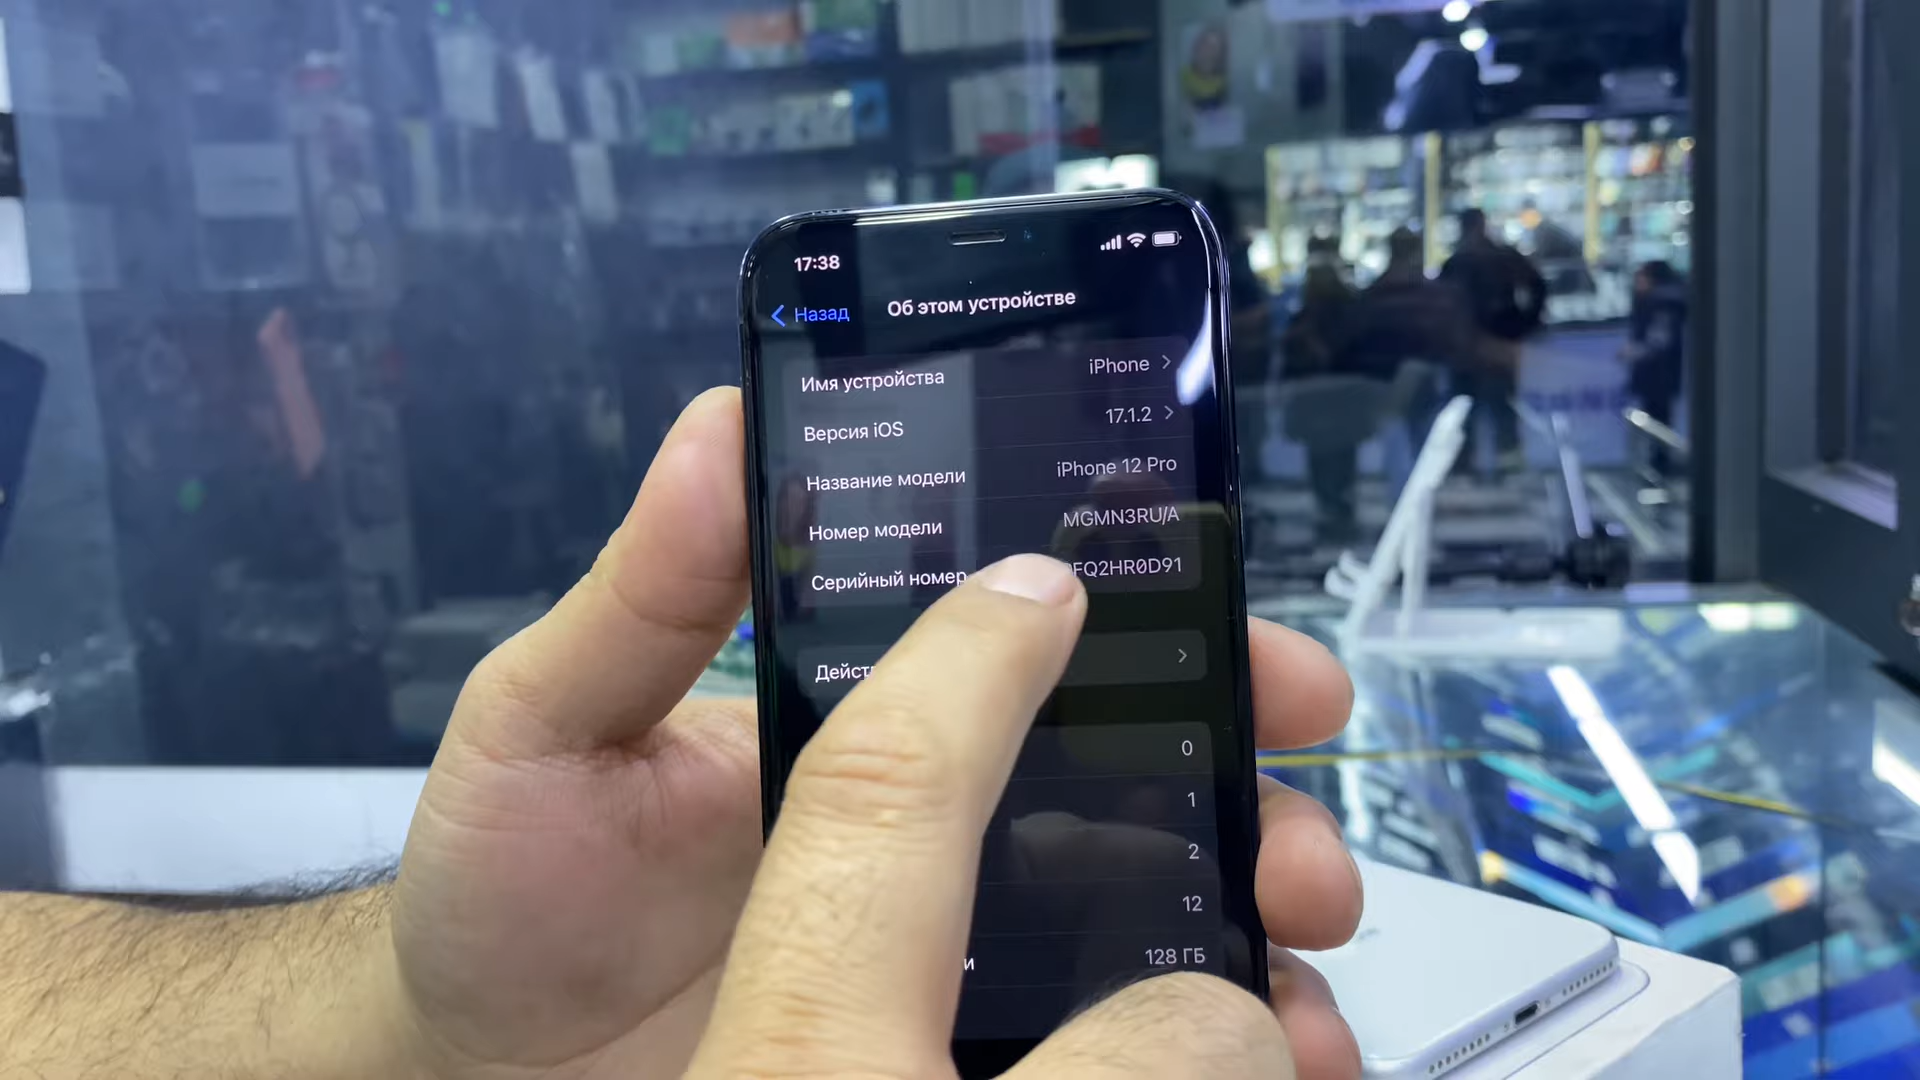 17:38
Назад
Об этом устройстве
Имя устройства iPhone
Версия iOS 17.1.2
Название модели iPhone 12 Pro
Номер модели MGMN3RU/A
Серийный номер FQ2HR0D91
0
1
2
12
128 ГБ